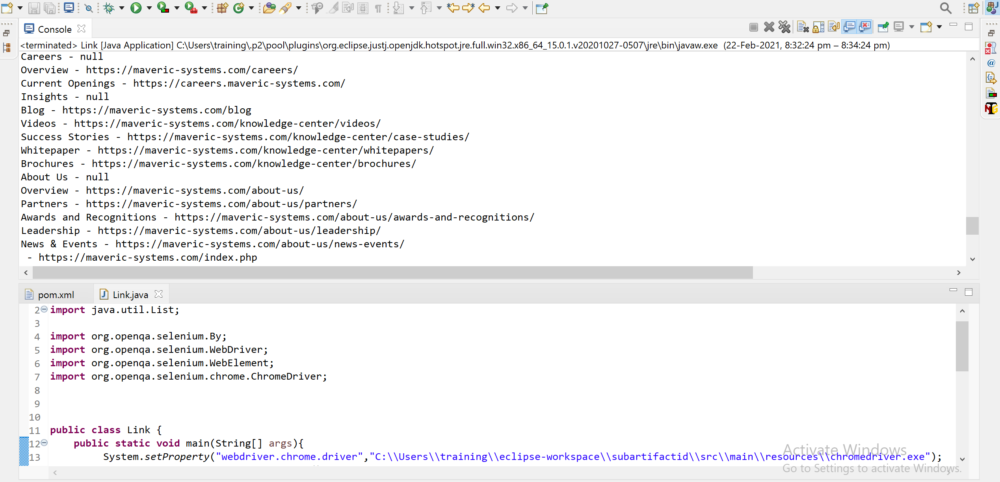 Console
<terminated> Link [Java Application] C:\Users\training\.p2\pool\plugins\org.eclipse.justj.openjdk.hotspot.jre.full.win32.x86_64_15.0.1.v20201027-0507\jre\bin\javaw.exe (22-Feb-2021, 8:32:24 pm – 8:34:24 pm)
Careers - null
Overview - https://maveric-systems.com/careers/
Current Openings - https://careers.maveric-systems.com/
Insights - null
Blog - https://maveric-systems.com/blog
Videos - https://maveric-systems.com/knowledge-center/videos/
Success Stories - https://maveric-systems.com/knowledge-center/case-studies/
Whitepaper - https://maveric-systems.com/knowledge-center/whitepapers/
Brochures - https://maveric-systems.com/knowledge-center/brochures/
About Us - null
Overview - https://maveric-systems.com/about-us/
Partners - https://maveric-systems.com/about-us/partners/
Awards and Recognitions - https://maveric-systems.com/about-us/awards-and-recognitions/
Leadership - https://maveric-systems.com/about-us/leadership/
News & Events - https://maveric-systems.com/about-us/news-events/
- https://maveric-systems.com/index.php
pom.xml Link.java
2 import java.util.List;
3
4 import org.openqa.selenium.By;
5 import org.openqa.selenium.WebDriver;
6 import org.openqa.selenium.WebElement;
7 import org.openqa.selenium.chrome.ChromeDriver;
8
9
10
11 public class Link {
12 public static void main(String[] args){
13 System.setProperty("webdriver.chrome.driver","C:\\Users\\training\\eclipse-workspace\\subartifactid\\src\\main\\resources\\chromedriver.exe");
Activate Windows
Go to Settings to activate Windows.